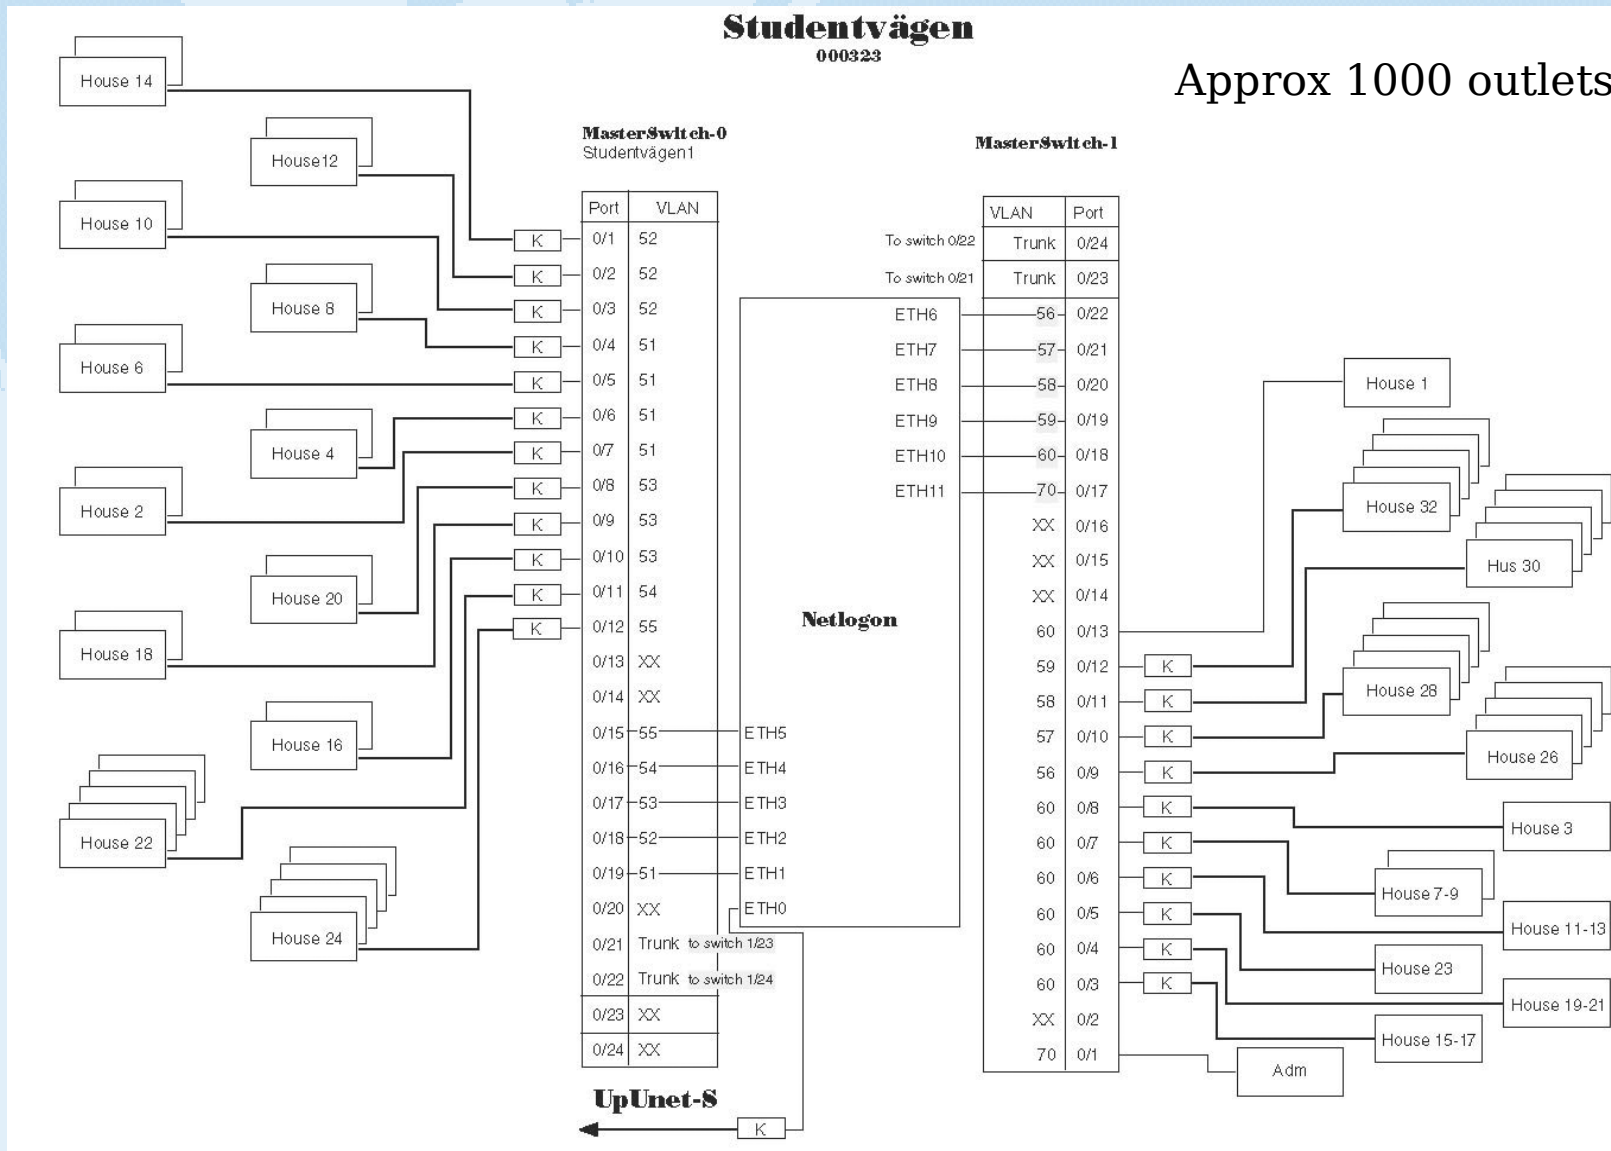 Studentvägen
000323
Approx 1000 outlets
House 14
House12
House 10
House 8
House 6
House 4
House 2
House 20
House 18
House 16
House 22
House 24
MasterSwitch-0
Studentvägen1
Port VLAN
K 0/1 52
K 0/2 52
K 0/3 52
K 0/4 51
K 0/5 51
K 0/6 51
K 0/7 51
K 0/8 53
K 0/9 53
K 0/10 53
K 0/11 54
K 0/12 55
0/13 XX
0/14 XX
0/15 55 ETH5
0/16 54 ETH4
0/17 53 ETH3
0/18 52 ETH2
0/19 51 ETH1
0/20 XX ETH0
0/21 Trunk to switch 1/23
0/22 Trunk to switch 1/24
0/23 XX
0/24 XX
UpUnet-S
K
Netlogon
MasterSwitch-1
VLAN Port
To switch 0/22 Trunk 0/24
To switch 0/21 Trunk 0/23
ETH6 56 0/22
ETH7 57 0/21
ETH8 58 0/20
ETH9 59 0/19
ETH10 60 0/18
ETH11 70 0/17
XX 0/16
XX 0/15
XX 0/14
60 0/13
59 0/12 K
58 0/11 K
57 0/10 K
56 0/9 K
60 0/8 K
60 0/7 K
60 0/6 K
60 0/5 K
60 0/4 K
60 0/3 K
XX 0/2
70 0/1
House 1
House 32
Hus 30
House 28
House 26
House 3
House 7-9
House 11-13
House 23
House 19-21
House 15-17
Adm